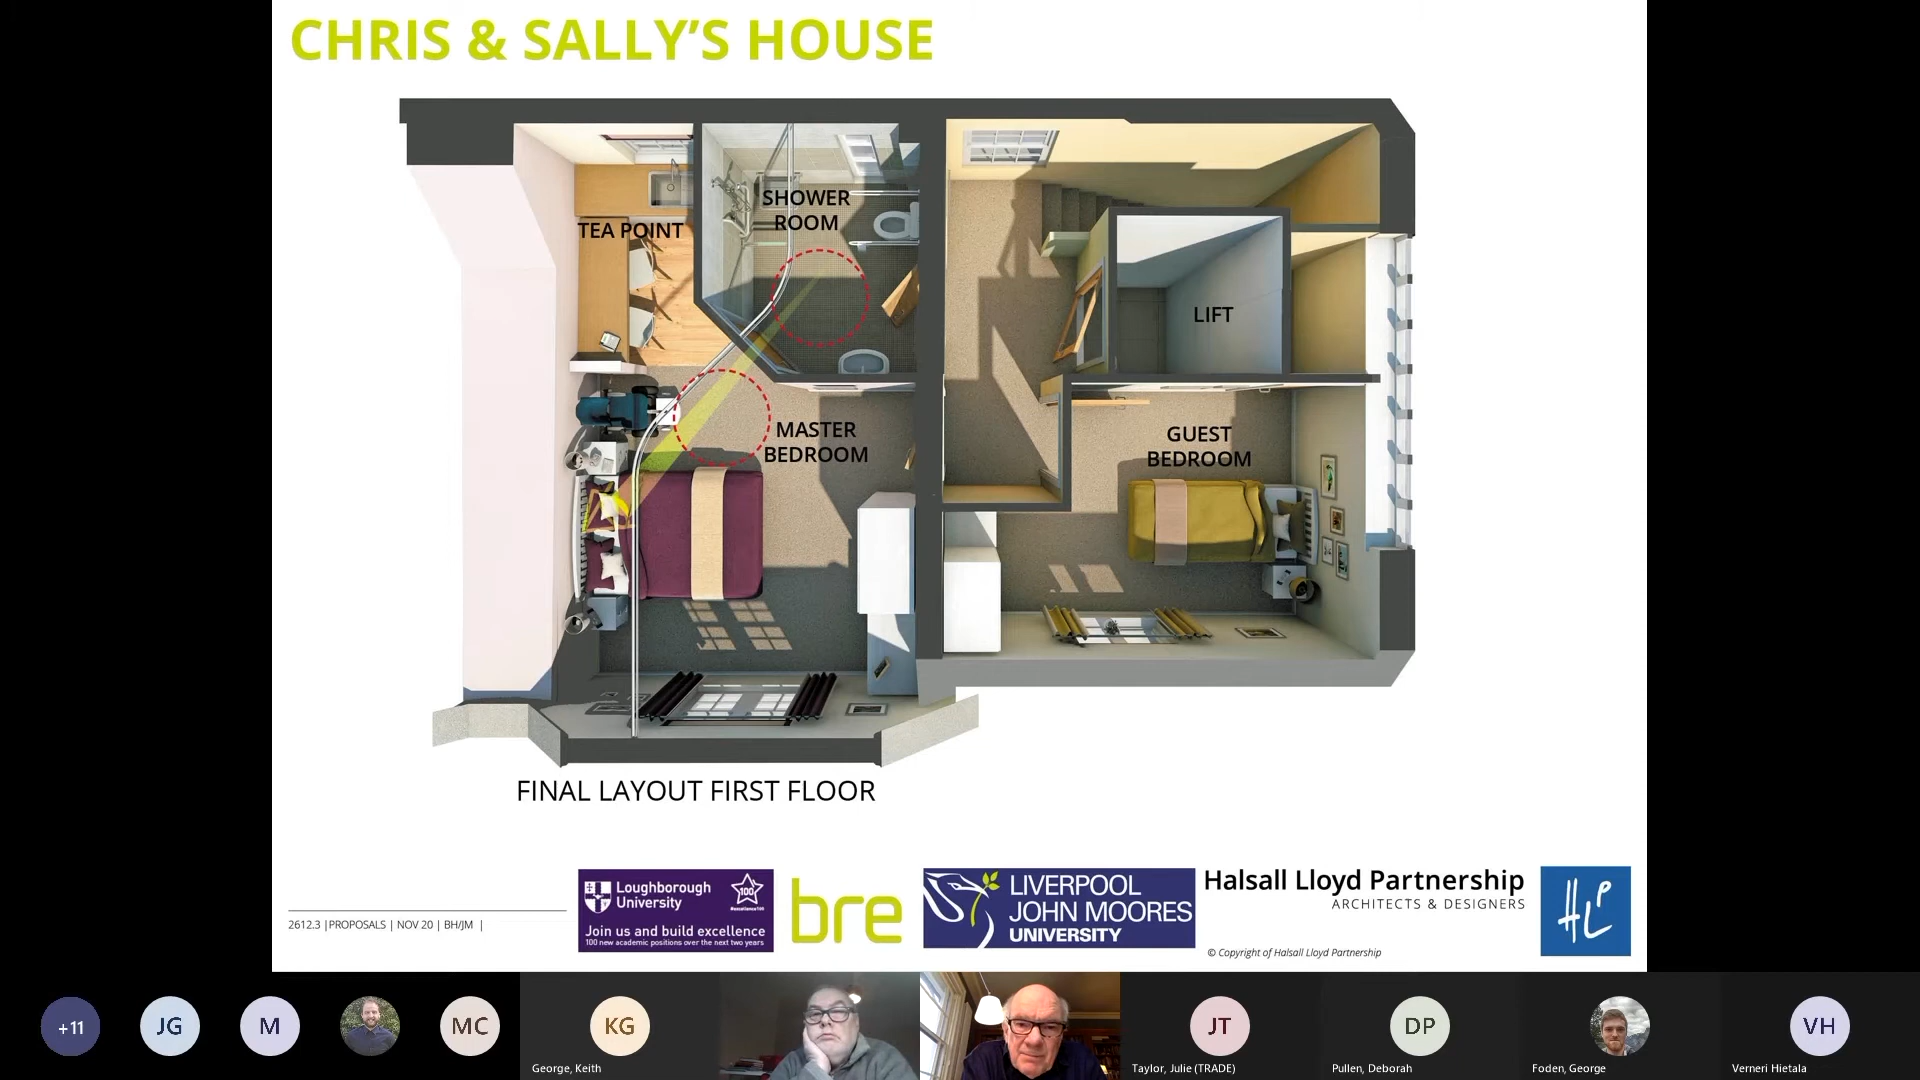 CHRIS & SALLY'S HOUSE
SHOWER
ROOM
TEA POINT
LIFT
MASTER
BEDROOM
GUEST
BEDROOM
FINAL LAYOUT FIRST FLOOR
2612.3 | PROPOSALS | NOV 20 | BH/JM |
Loughborough
University
100
#excellence100
Join us and build excellence
100 new academic positions over the next two years
bre
LIVERPOOL
JOHN MOORES
UNIVERSITY
Halsall Lloyd Partnership
ARCHITECTS & DESIGNERS
© Copyright of Halsall Lloyd Partnership
HLP
+11
JG
M
MC
KG
George, Keith
JT
Taylor, Julie (TRADE)
DP
Pullen, Deborah
Foden, George
VH
Verneri Hietala